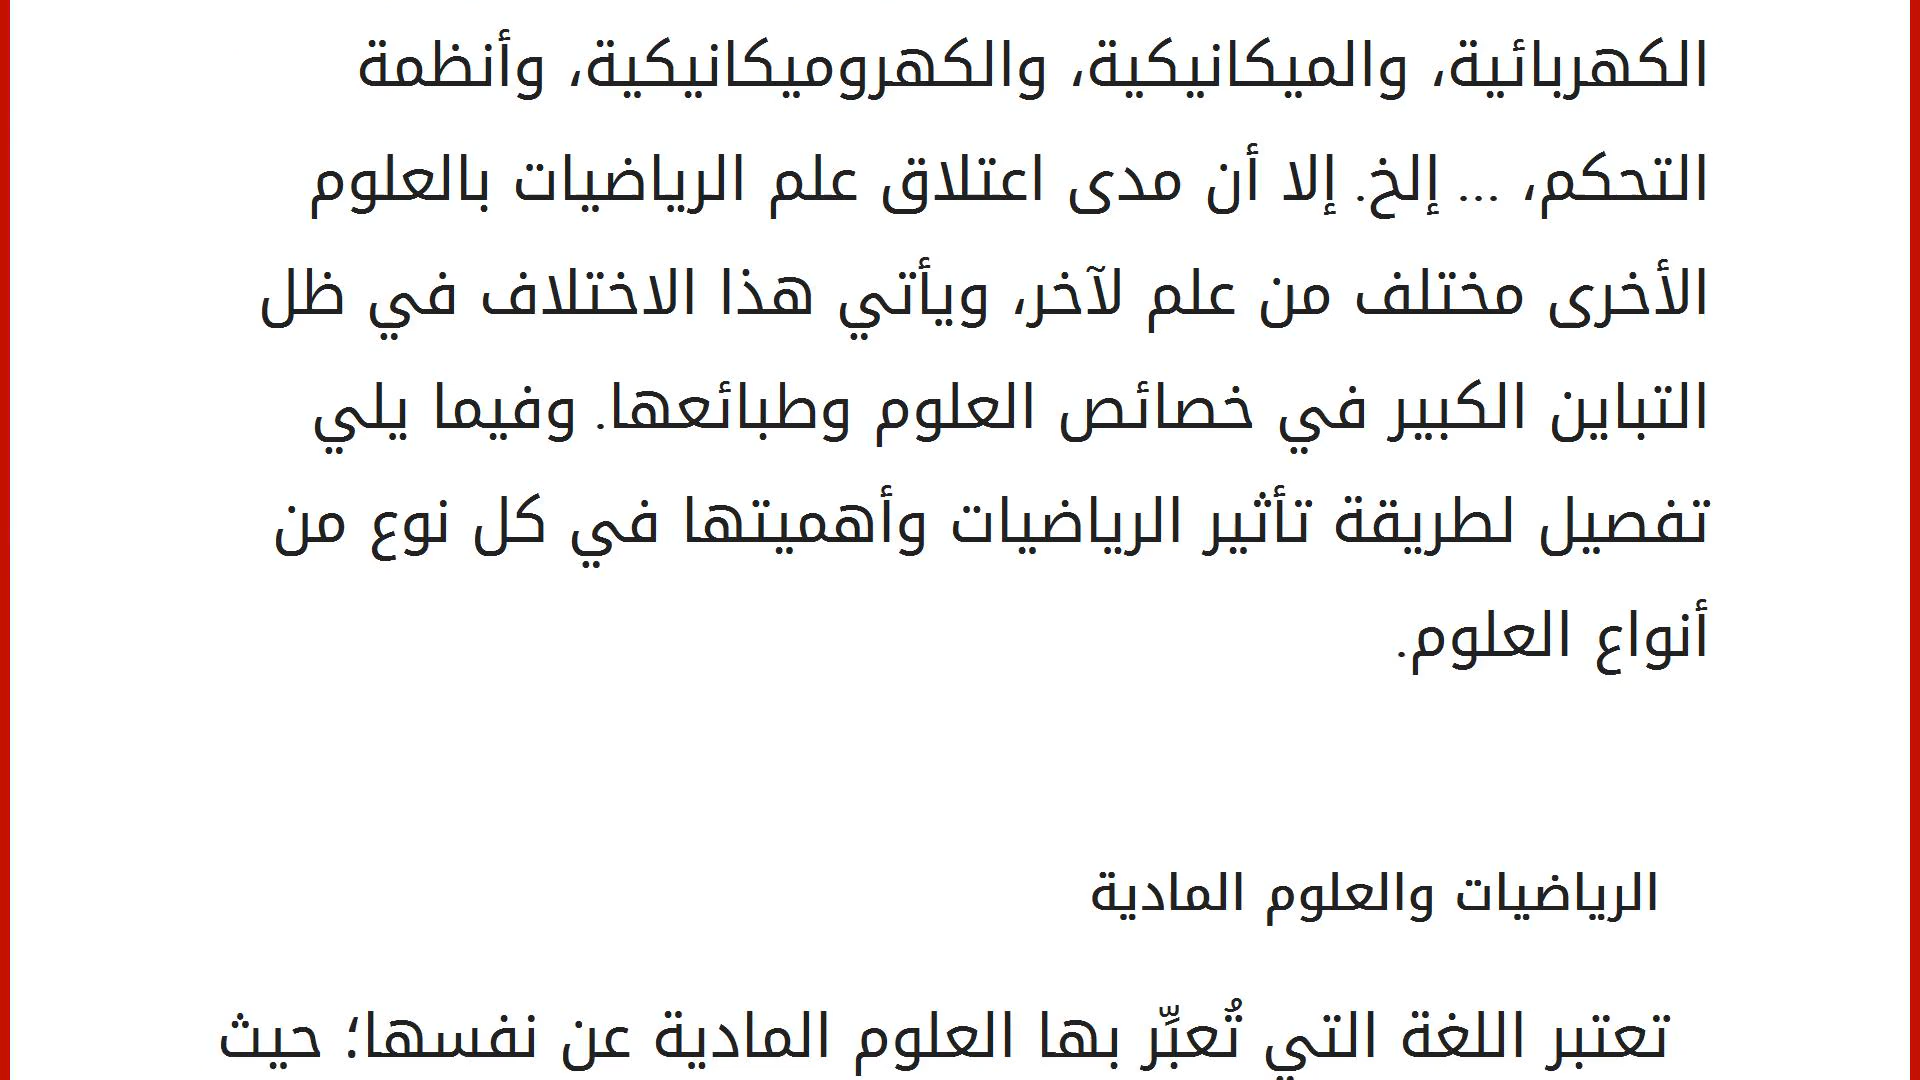 الكهربائية، والميكانيكية، والكهروميكانيكية، وأنظمة
التحكم، ... إلخ. إلا أن مدى اعتلاق علم الرياضيات بالعلوم
الأخرى مختلف من علم لآخر، ويأتي هذا الاختلاف في ظل
التباين الكبير في خصائص العلوم وطبائعها. وفيما يلي
تفصيل لطريقة تأثير الرياضيات وأهميتها في كل نوع من
أنواع العلوم.
الرياضيات والعلوم المادية
تعتبر اللغة التي تُعبِّر بها العلوم المادية عن نفسها؛ حيث